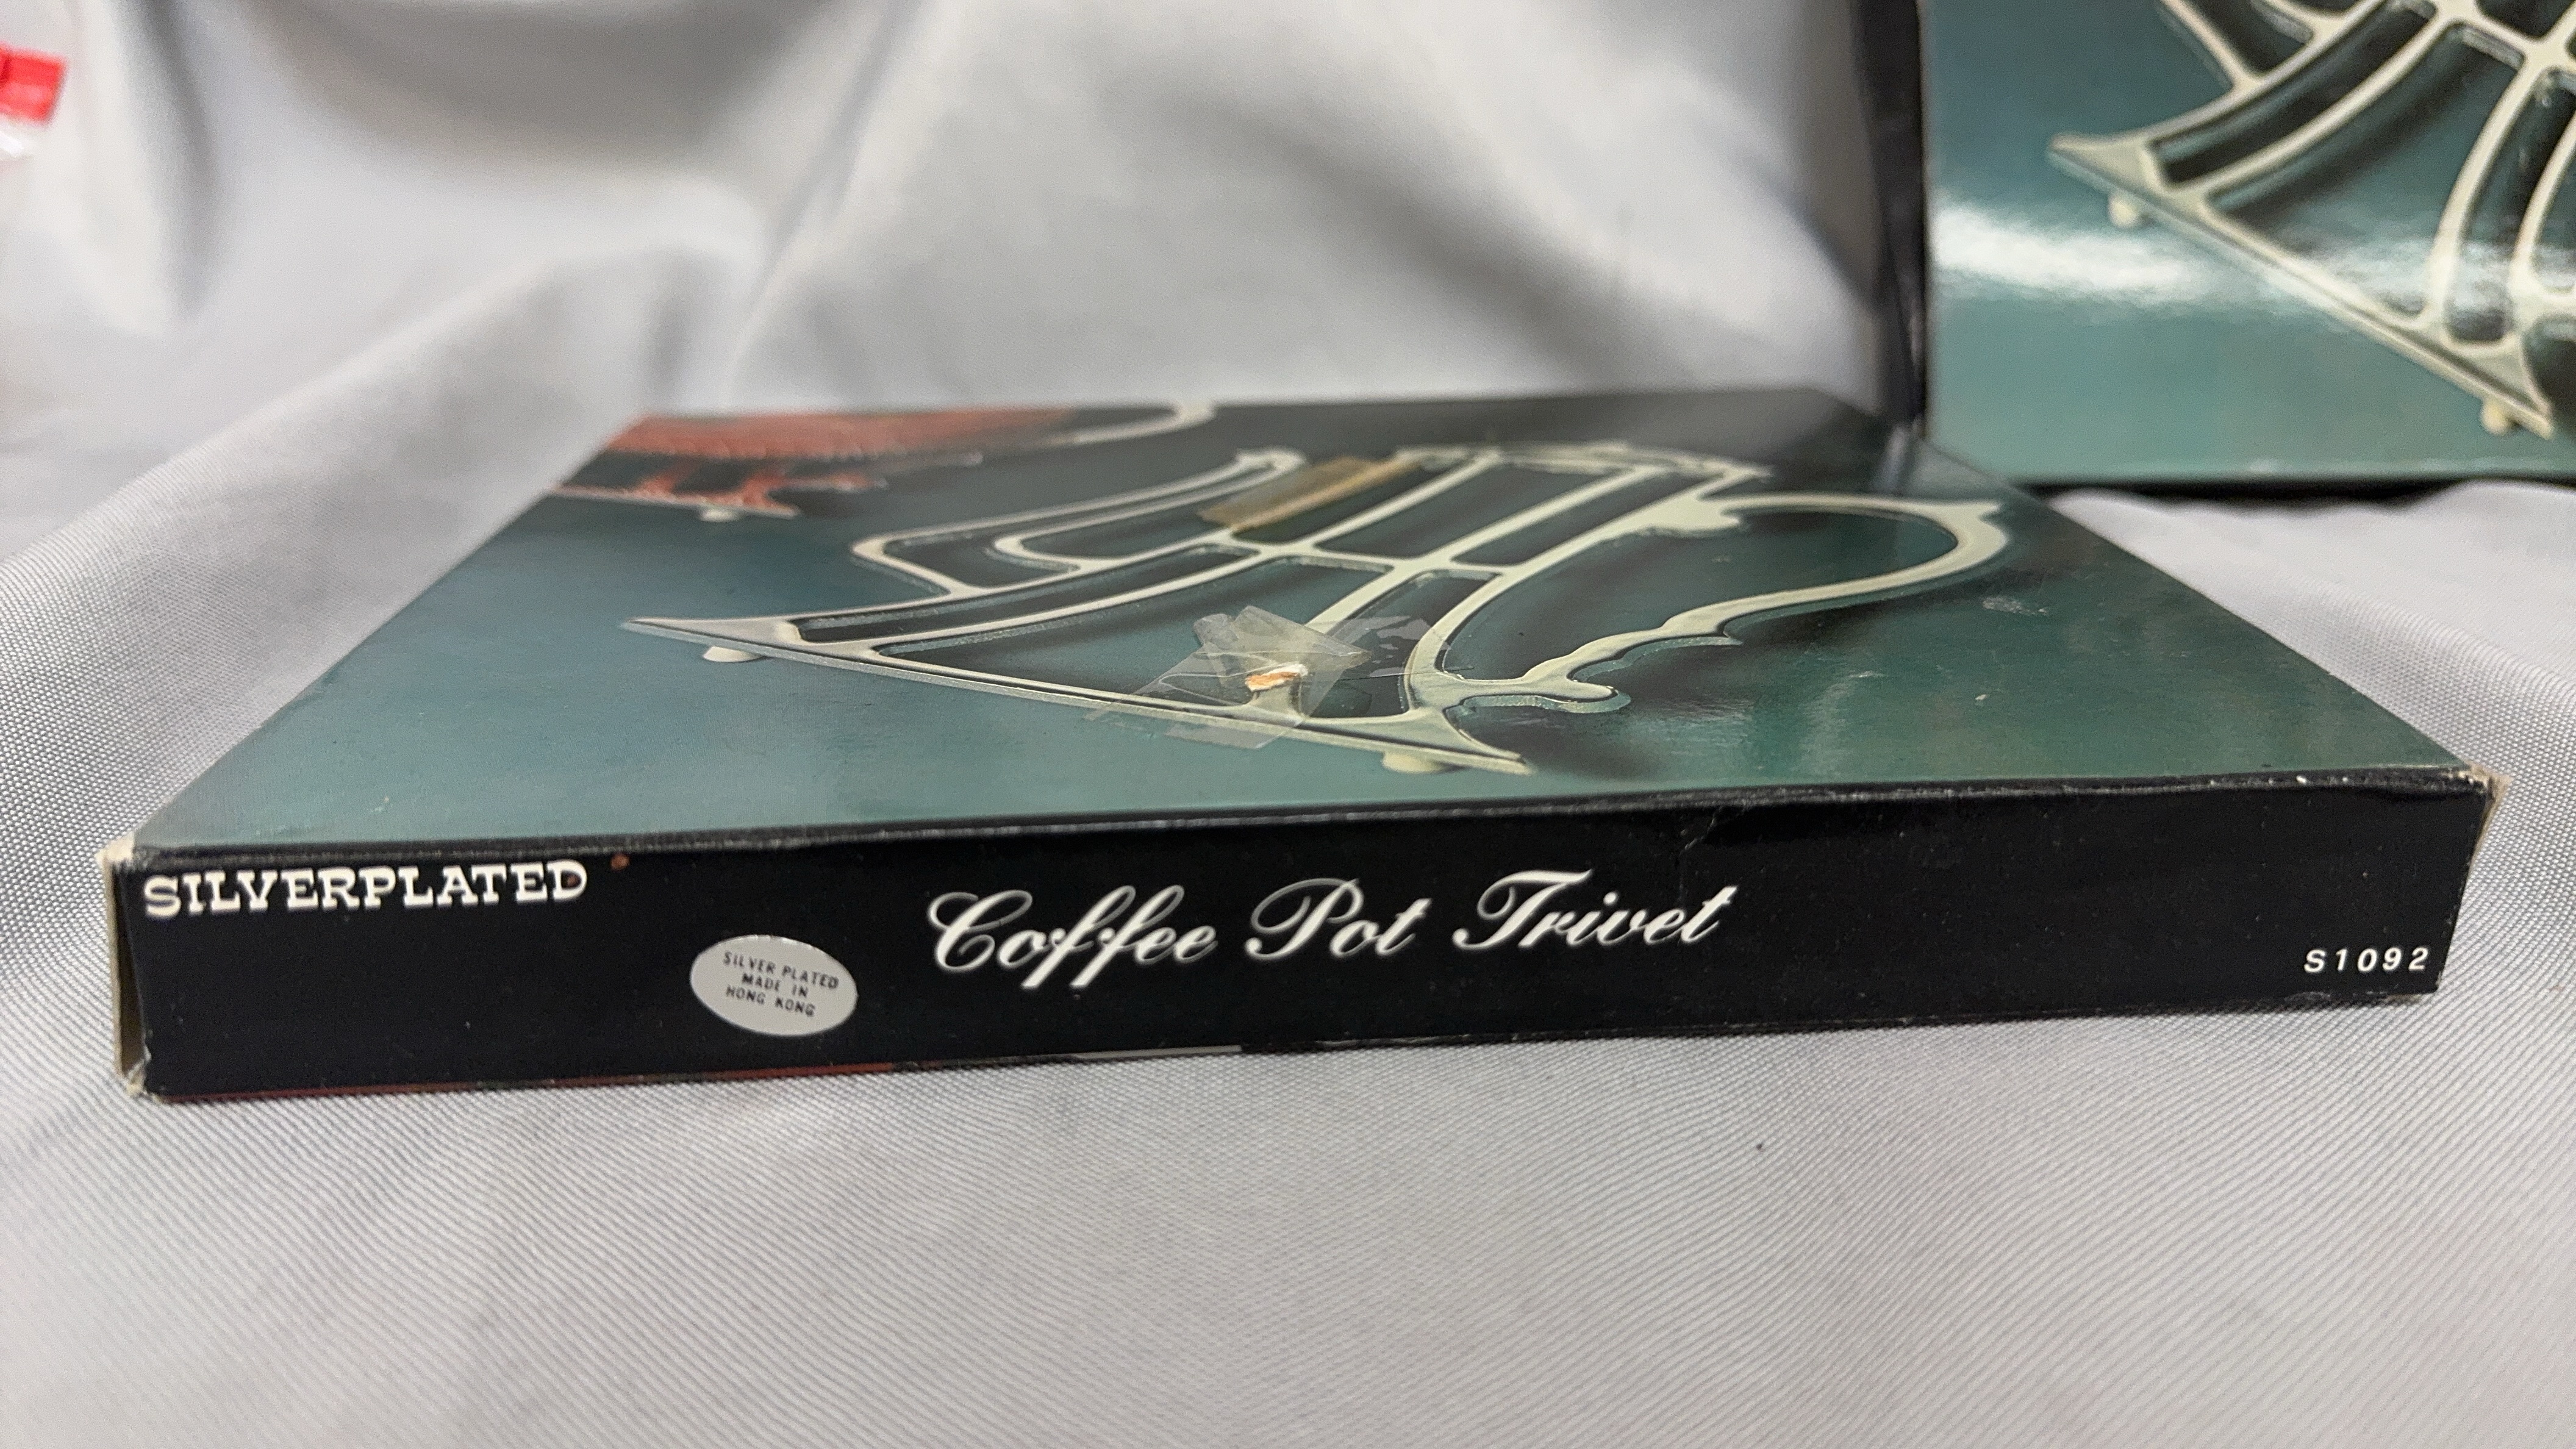 SILVERPLATED
SILVER PLATED
MADE IN
HONG KONG
Coffee Pot Trivet
S1092